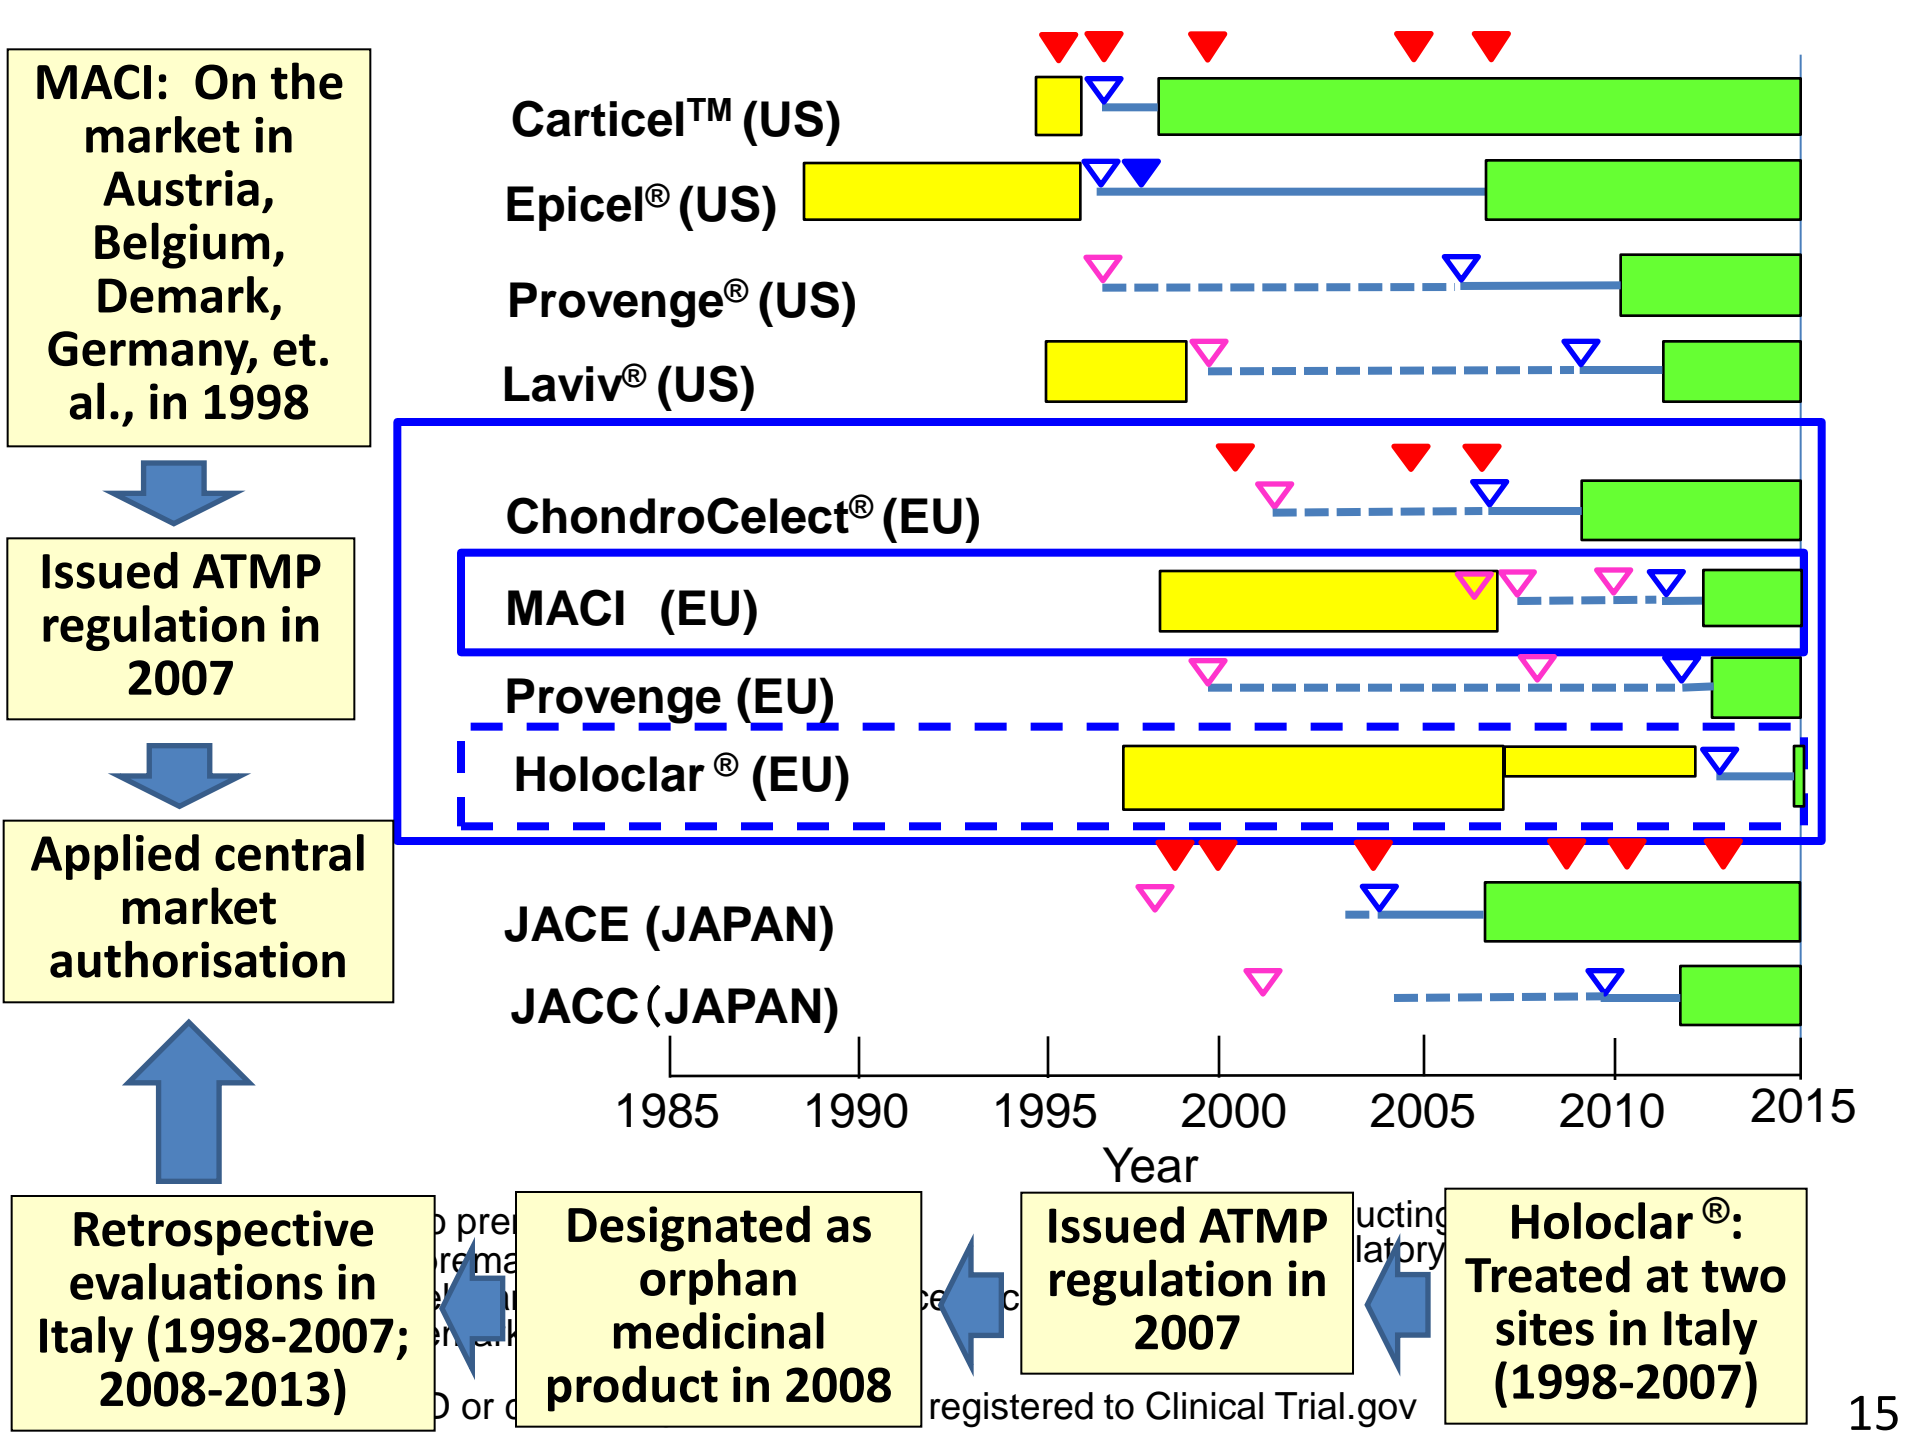 MACI: On the
market in
Austria,
Belgium,
Demark,
Germany, et.
al., in 1998
Issued ATMP
regulation in
2007
Applied central
market
authorisation
Carticel™ (US)
Epicel® (US)
Provenge® (US)
Laviv® (US)
ChondroCelect® (EU)
MACI (EU)
Provenge (EU)
Holoclar ® (EU)
JACE (JAPAN)
JACC（JAPAN)
1985 1990 1995 2000 2005 2010 2015
Year
Retrospective
evaluations in
Italy (1998-2007;
2008-2013)
Designated as
orphan
medicinal
product in 2008
Issued ATMP
regulation in
2007
Holoclar ®:
Treated at two
sites in Italy
(1998-2007)
or
registered to Clinical Trial.gov
15